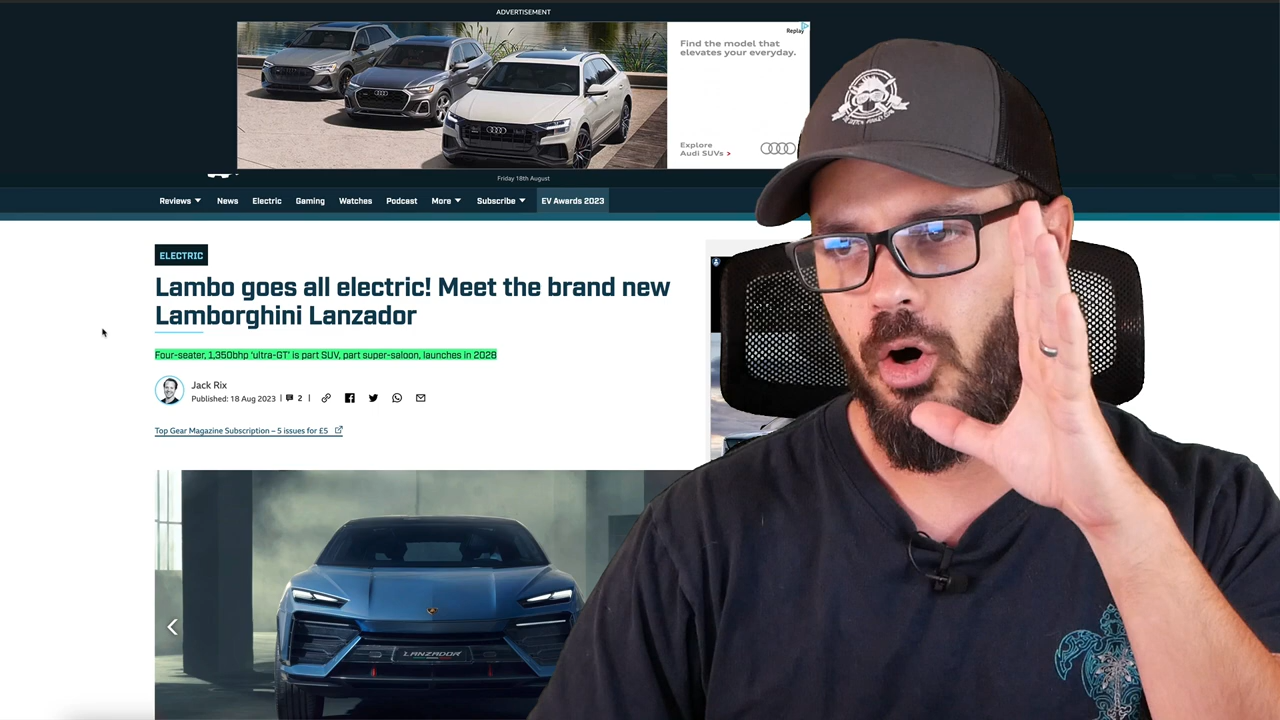 ADVERTISEMENT
Replay
Find the model that
elevates your everyday.
Explore
Audi SUVs >
Friday 18th August
Reviews News Electric Gaming Watches Podcast More Subscribe EV Awards 2023
ELECTRIC
Lambo goes all electric! Meet the brand new
Lamborghini Lanzador
Four-seater, 1,350bhp 'ultra-GT' is part SUV, part super-saloon, launches in 2028
Jack Rix
Published: 18 Aug 2023 | 2 |
Top Gear Magazine Subscription – 5 issues for £5
LANZADOR